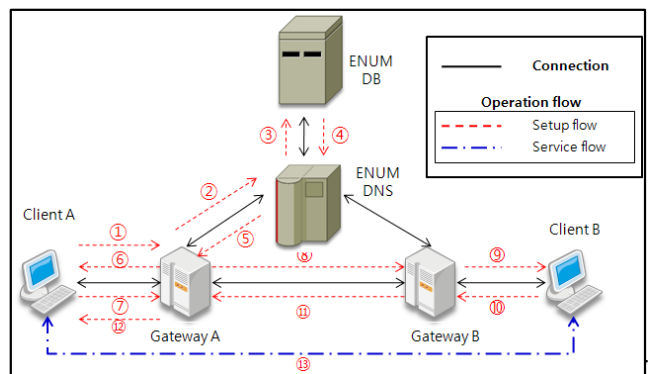 ENUM
DB
Connection
Operation flow
Setup flow
Service flow
③
④
②
ENUM
DNS
Client A
①
⑤
Client B
⑥
⑧
⑨
⑦
⑪
⑩
⑫
Gateway A
Gateway B
⑬